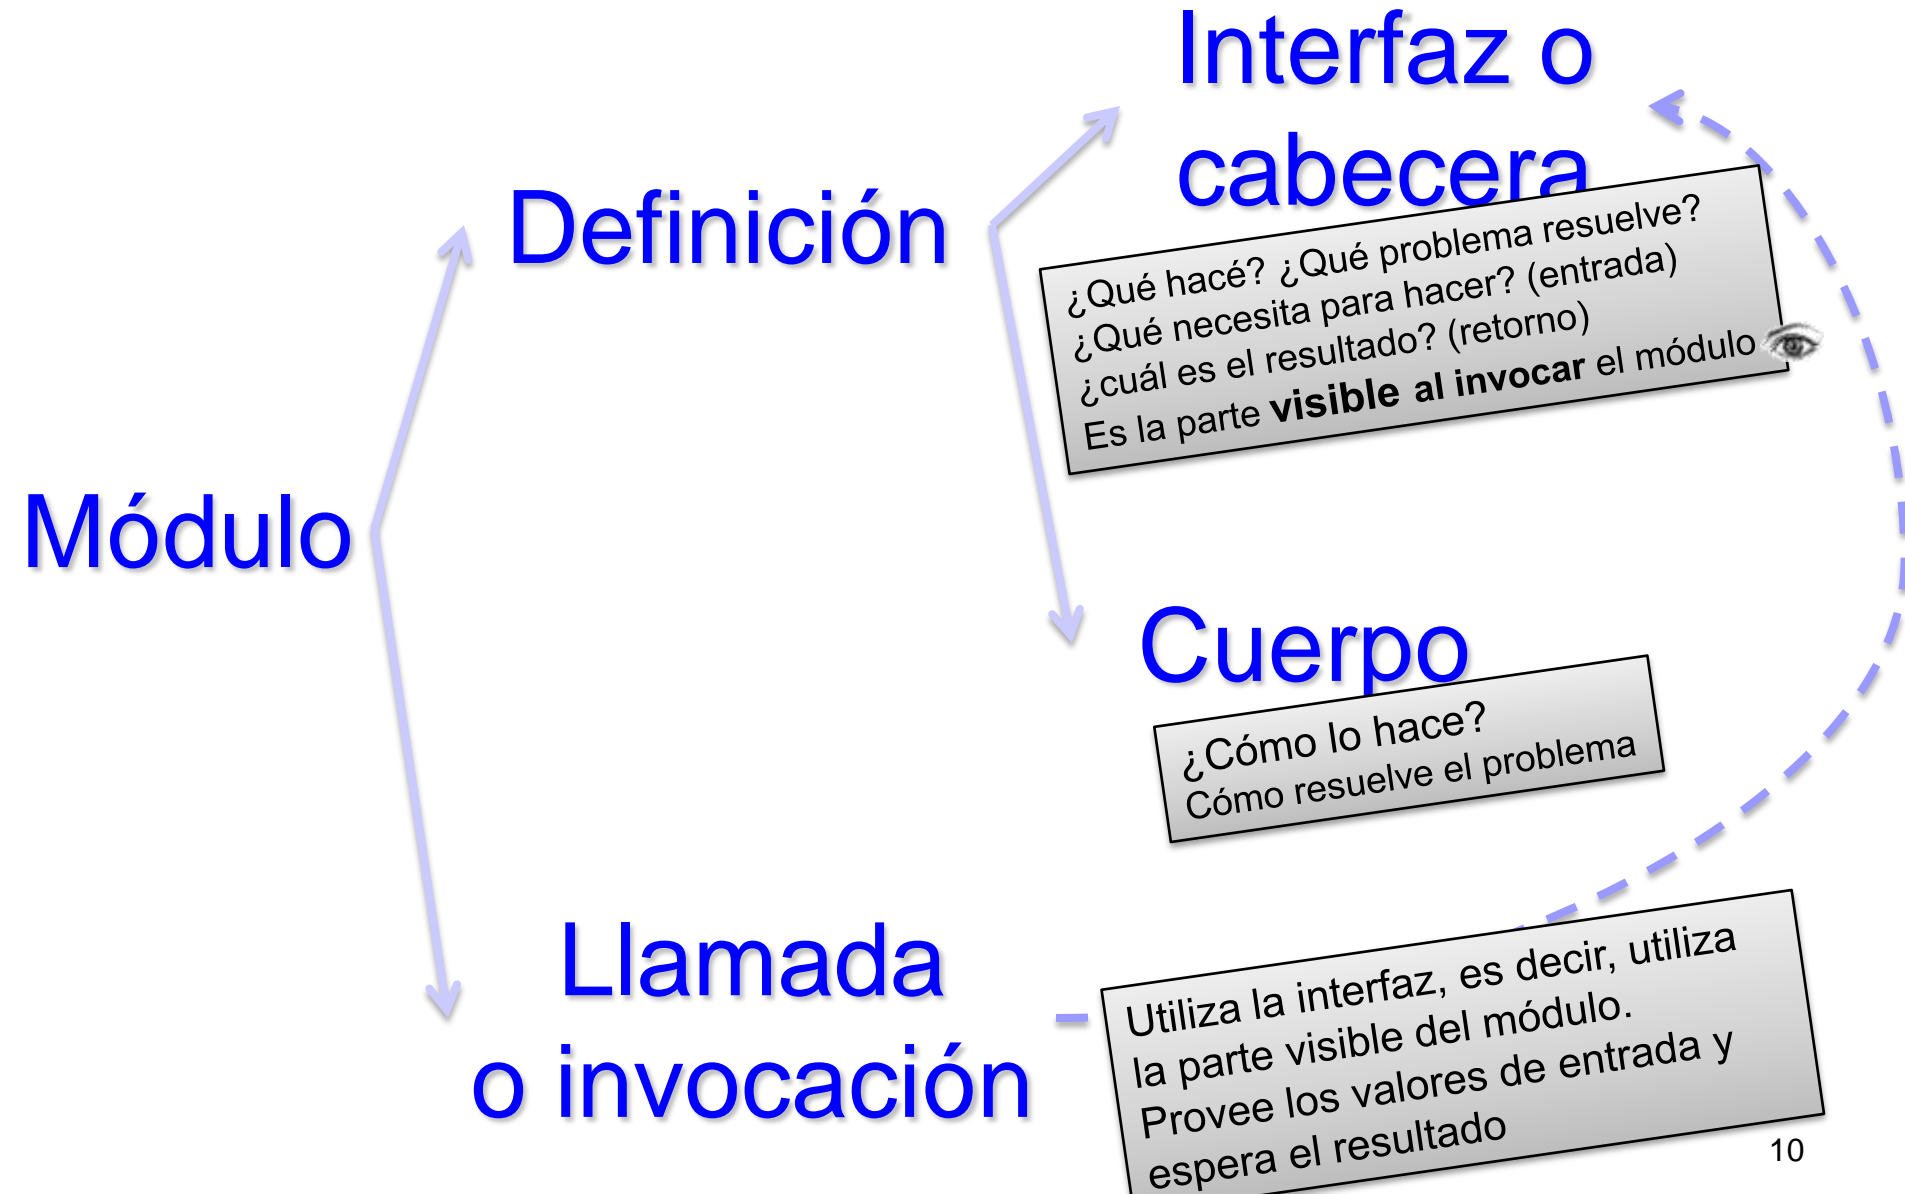 Interfaz o
cabecera
Definición
¿Qué hacé? ¿Qué problema resuelve?
¿Qué necesita para hacer? (entrada)
¿cuál es el resultado? (retorno)
Es la parte visible al invocar el módulo
Módulo
Cuerpo
¿Cómo lo hace?
Cómo resuelve el problema
Llamada
o invocación
Utiliza la interfaz, es decir, utiliza
la parte visible del módulo.
Provee los valores de entrada y
espera el resultado
10